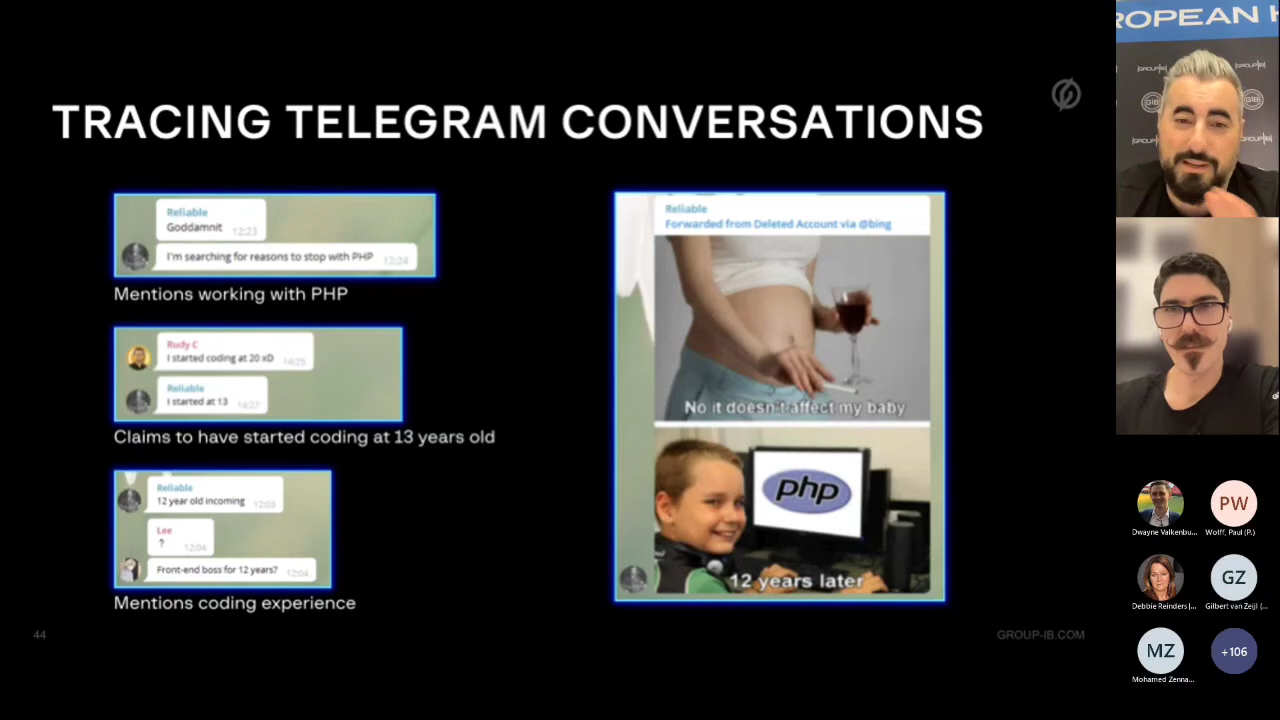 TRACING TELEGRAM CONVERSATIONS
Reliable
Goddamnit 12:23
I'm searching for reasons to stop with PHP 12:24
Mentions working with PHP
Rudy C
I started coding at 20 xD 14:25
Reliable
I started at 13 14:27
Claims to have started coding at 13 years old
Reliable
12 year old incoming 12:03
Lee
? 12:04
Front-end boss for 12 years? 12:04
Mentions coding experience
Reliable
Forwarded from Deleted Account via @bing
No it doesn't affect my baby
php
12 years later
44
GROUP-IB.COM
ROPEAN
GROUP|IB
GIB
Dwayne Valkenbu...
PW
Wolff, Paul (P.)
Debbie Reinders |...
GZ
Gilbert van Zeijl (...
MZ
Mohamed Zenna...
+106